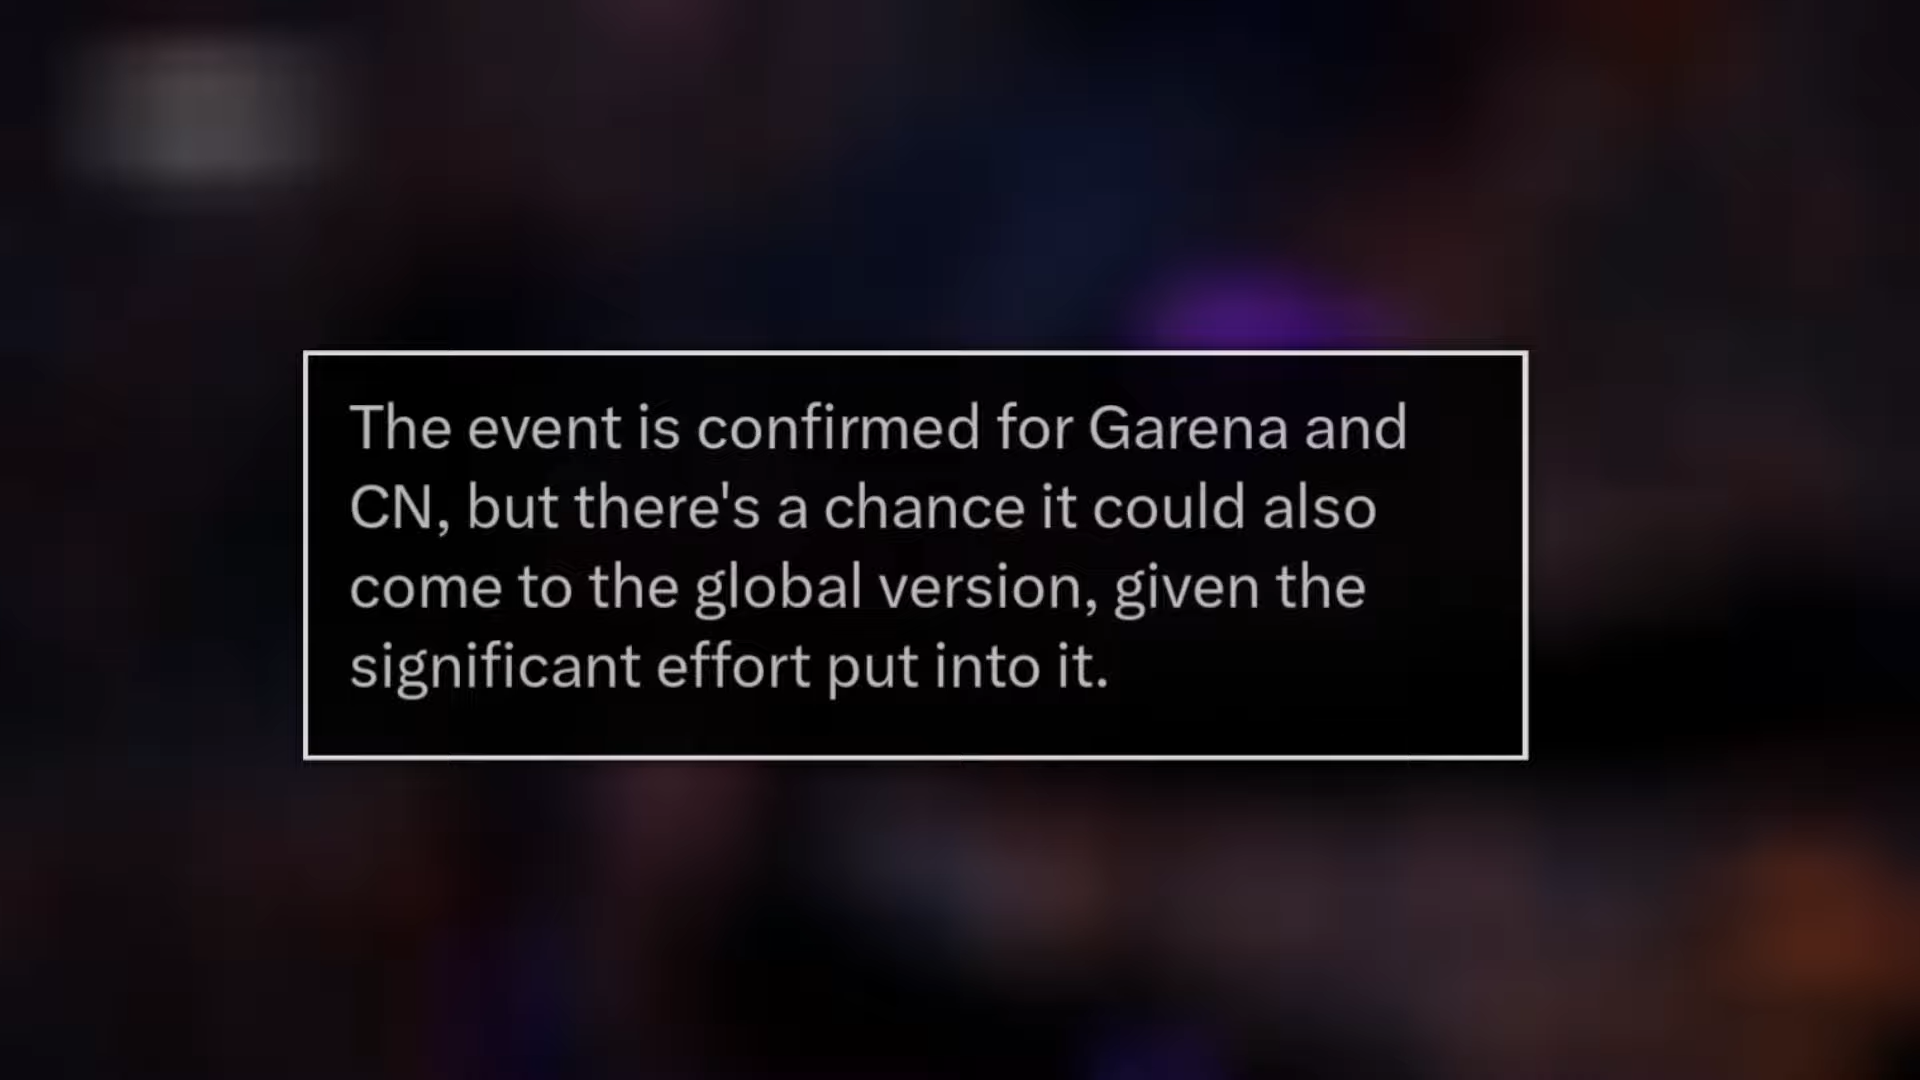 The event is confirmed for Garena and
CN, but there's a chance it could also
come to the global version, given the
significant effort put into it.